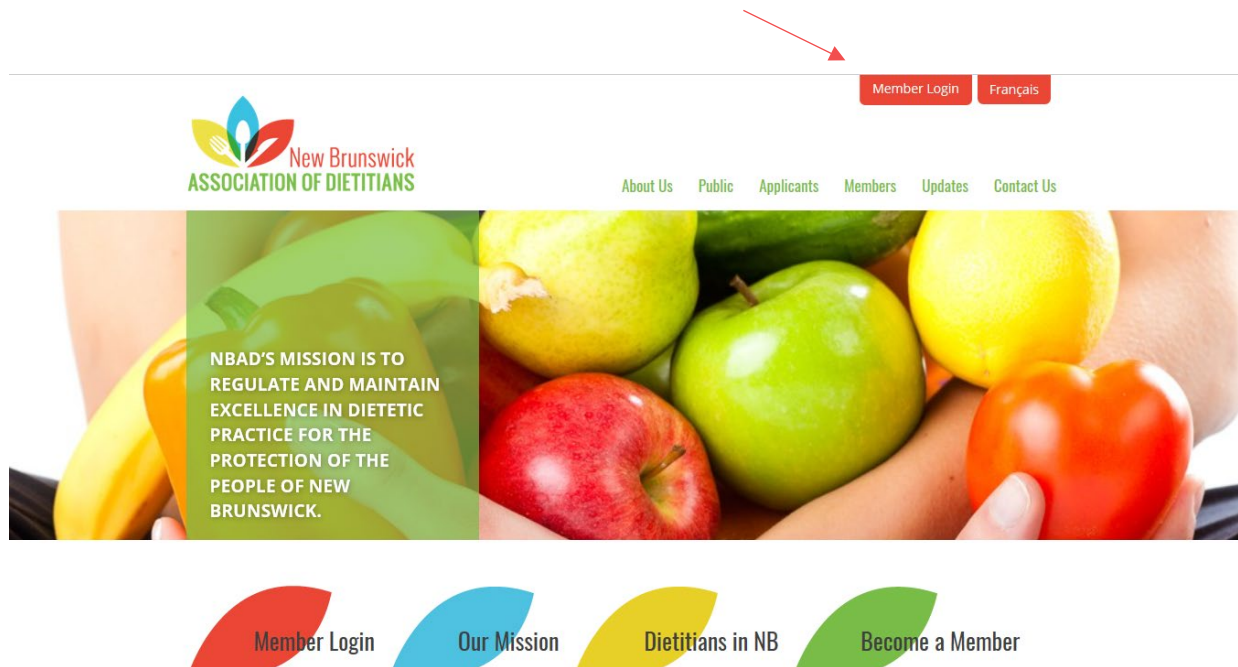 Member Login Français
New Brunswick
ASSOCIATION OF DIETITIANS
About Us Public Applicants Members Updates Contact Us
NBAD'S MISSION IS TO
REGULATE AND MAINTAIN
EXCELLENCE IN DIETETIC
PRACTICE FOR THE
PROTECTION OF THE
PEOPLE OF NEW
BRUNSWICK.
Member Login Our Mission Dietitians in NB Become a Member